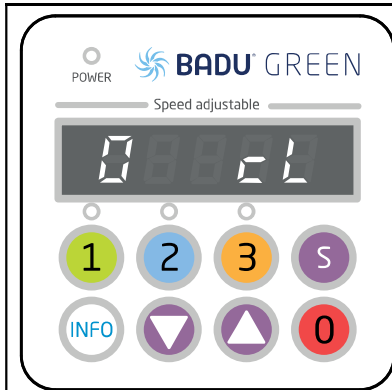 POWER
BADU® GREEN
Speed adjustable
0 cL
1 2 3 S
INFO 0